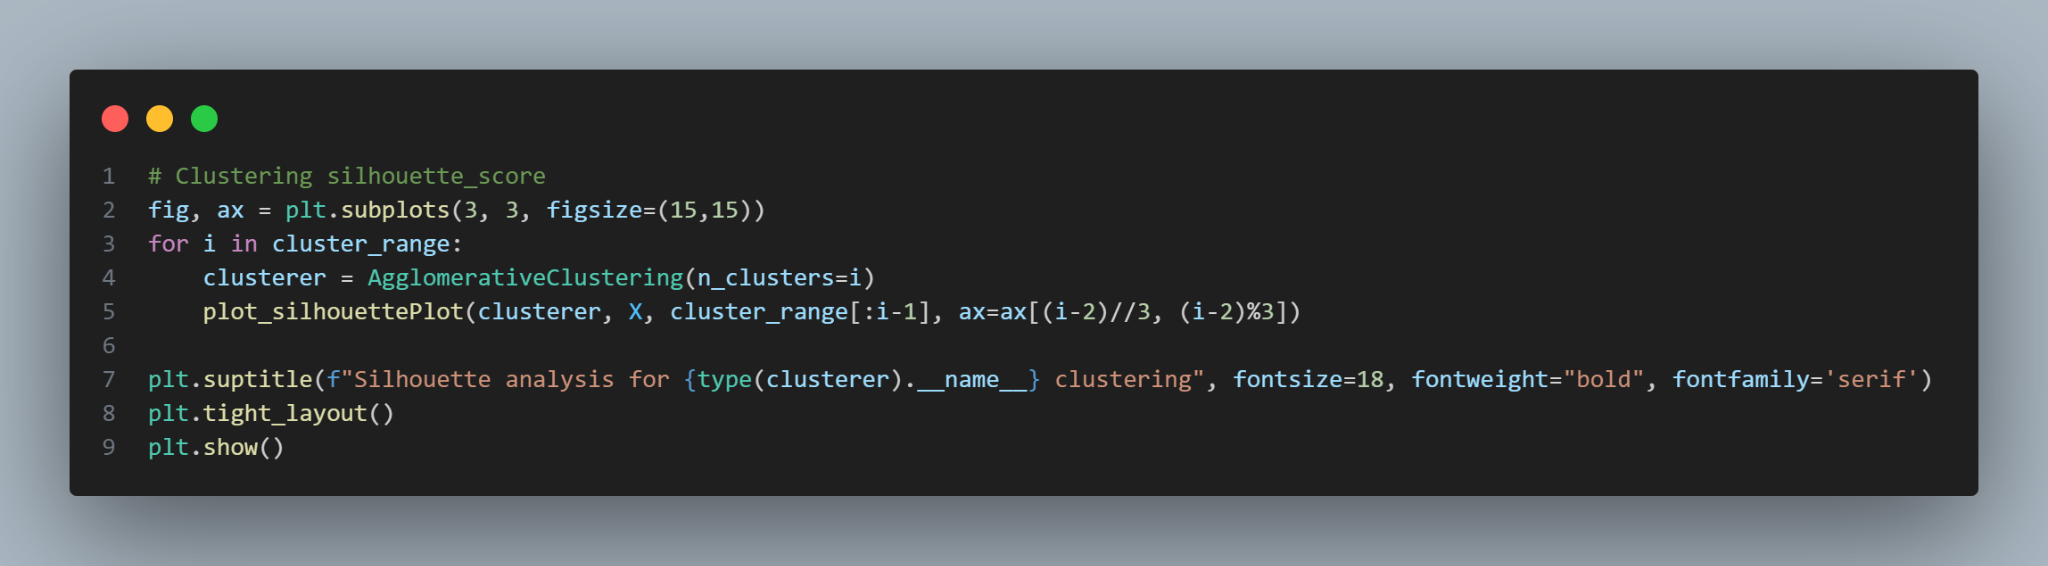 1 # Clustering silhouette_score
2 fig, ax = plt.subplots(3, 3, figsize=(15,15))
3 for i in cluster_range:
4     clusterer = AgglomerativeClustering(n_clusters=i)
5     plot_silhouettePlot(clusterer, X, cluster_range[:i-1], ax=ax[(i-2)//3, (i-2)%3])
6
7 plt.suptitle(f"Silhouette analysis for {type(clusterer).__name__} clustering", fontsize=18, fontweight="bold", fontfamily='serif')
8 plt.tight_layout()
9 plt.show()